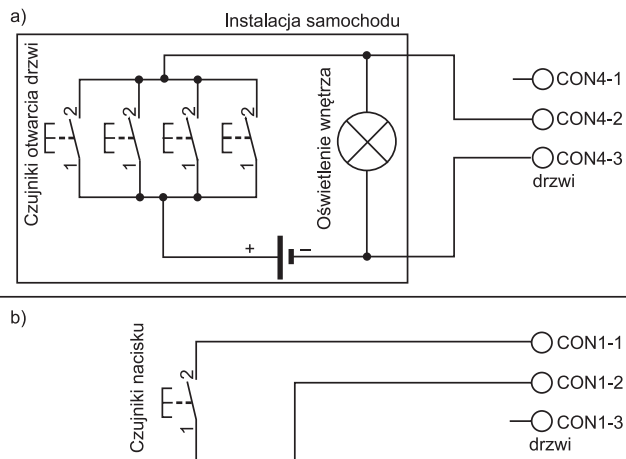 a)
Instalacja samochodu
Czujniki otwarcia drzwi
2
1
2
1
2
1
2
1
Oświetlenie wnętrza
+
–
CON4-1
CON4-2
CON4-3
drzwi
b)
Czujniki nacisku
2
1
CON1-1
CON1-2
CON1-3
drzwi